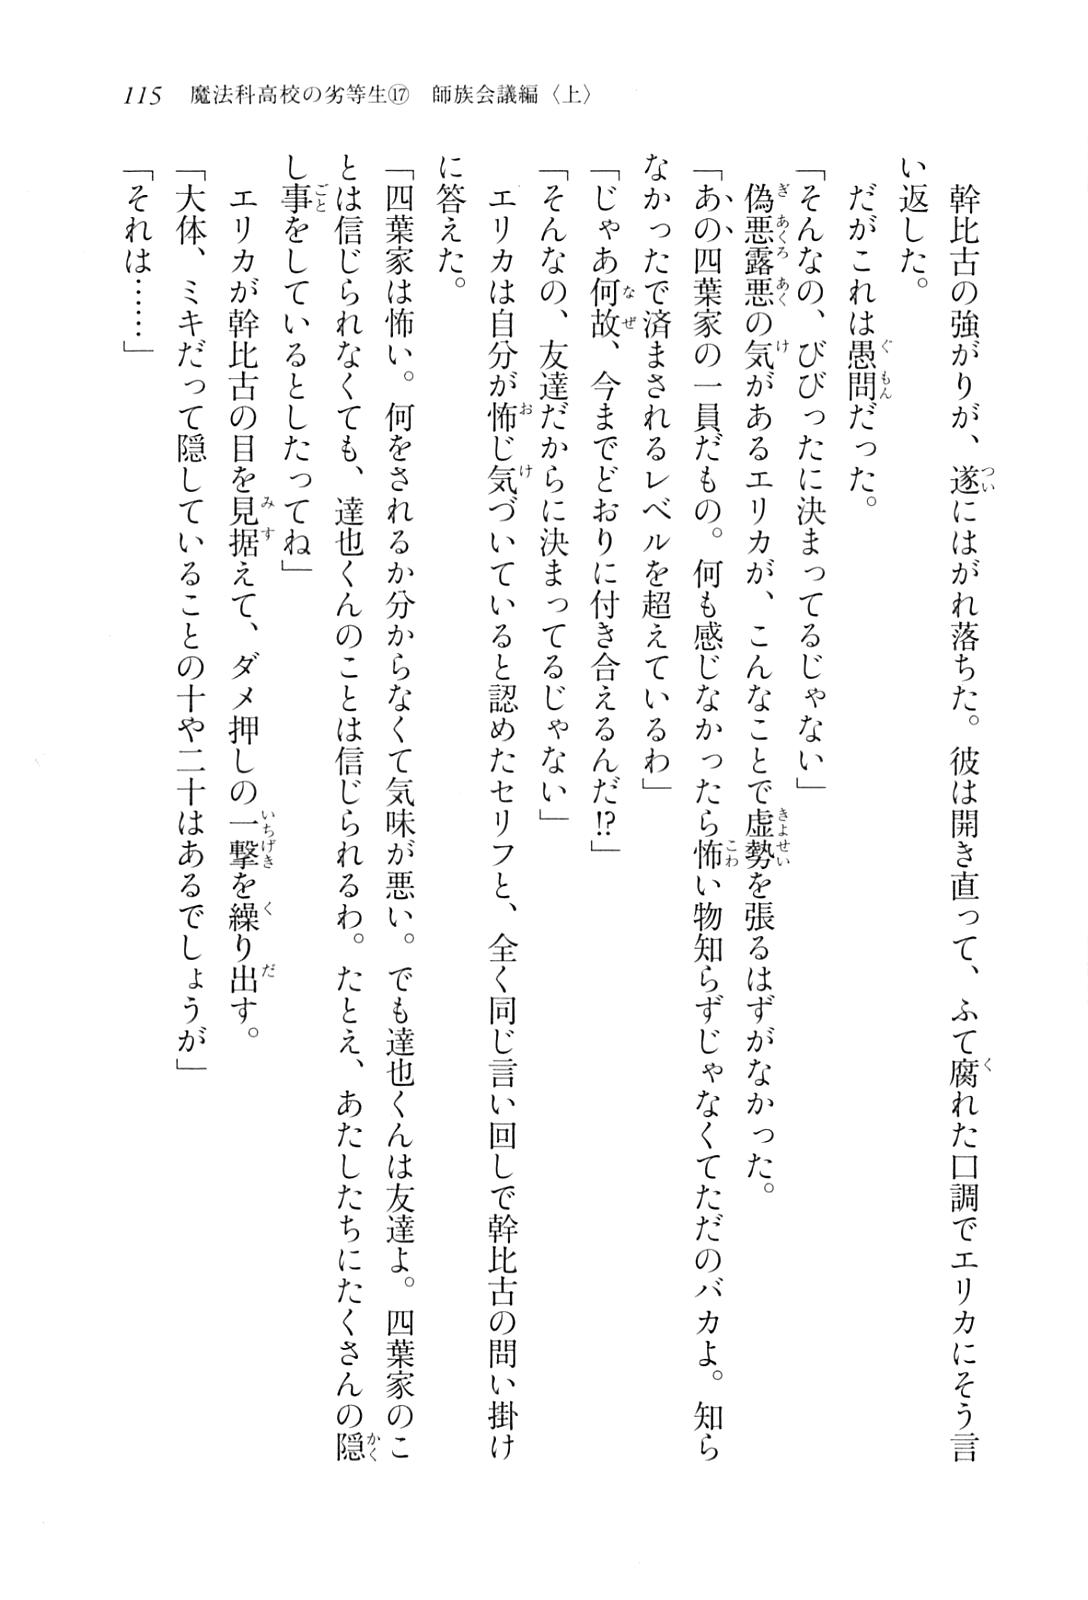 115　魔法科高校の劣等生⑰　師族会議編〈上〉
　幹比古の強がりが、遂にはがれ落ちた。彼は開き直って、ふて腐れた口調でエリカにそう言
い返した。
　だがこれは愚問だった。
「そんなの、びびったに決まってるじゃない」
　偽悪露悪の気があるエリカが、こんなことで虚勢を張るはずがなかった。
「あの四葉家の一員だもの。何も感じなかったら怖い物知らずじゃなくてただのバカよ。知ら
なかったで済まされるレベルを超えているわ」
「じゃあ何故、今までどおりに付き合えるんだ!?」
「そんなの、友達だからに決まってるじゃない」
　エリカは自分が怖じ気づいていると認めたセリフと、全く同じ言い回しで幹比古の問い掛け
に答えた。
「四葉家は怖い。何をされるか分からなくて気味が悪い。でも達也くんは友達よ。四葉家のこ
とは信じられなくても、達也くんのことは信じられるわ。たとえ、あたしたちにたくさんの隠
し事をしているとしたってね」
　エリカが幹比古の目を見据えて、ダメ押しの一撃を繰り出す。
「大体、ミキだって隠していることの十や二十はあるでしょうが」
「それは……」